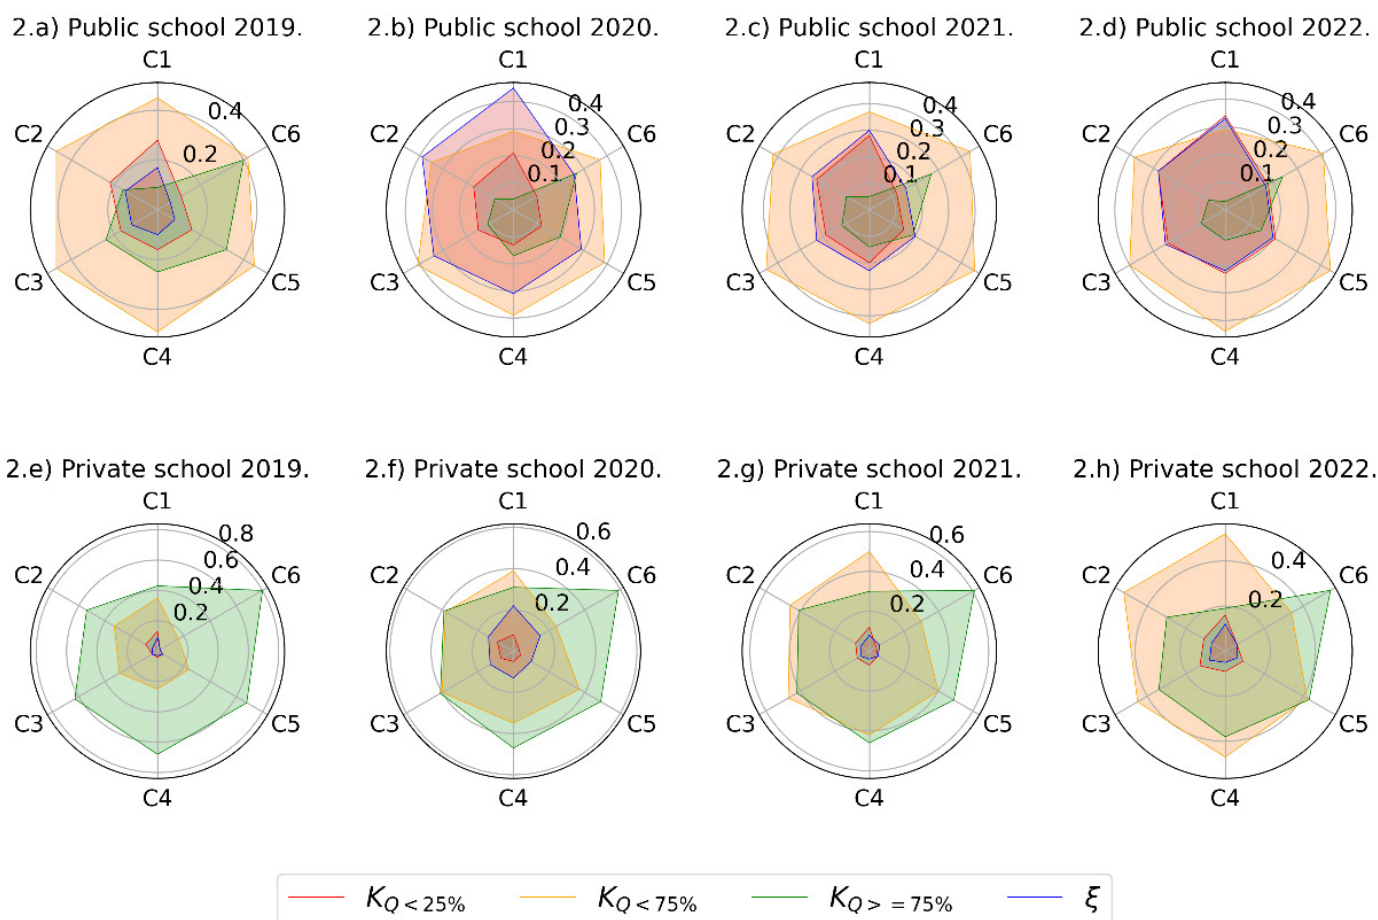 2.a) Public school 2019.
2.b) Public school 2020.
2.c) Public school 2021.
2.d) Public school 2022.
C1
C2
C3
C4
C5
C6
0.2
0.4
C1
C2
C3
C4
C5
C6
0.1
0.2
0.3
0.4
C1
C2
C3
C4
C5
C6
0.1
0.2
0.3
0.4
C1
C2
C3
C4
C5
C6
0.1
0.2
0.3
0.4
2.e) Private school 2019.
2.f) Private school 2020.
2.g) Private school 2021.
2.h) Private school 2022.
C1
C2
C3
C4
C5
C6
0.2
0.4
0.6
0.8
C1
C2
C3
C4
C5
C6
0.2
0.4
0.6
C1
C2
C3
C4
C5
C6
0.2
0.4
0.6
C1
C2
C3
C4
C5
C6
0.2
0.4
K_{Q<25%} K_{Q<75%} K_{Q>=75%} ξ